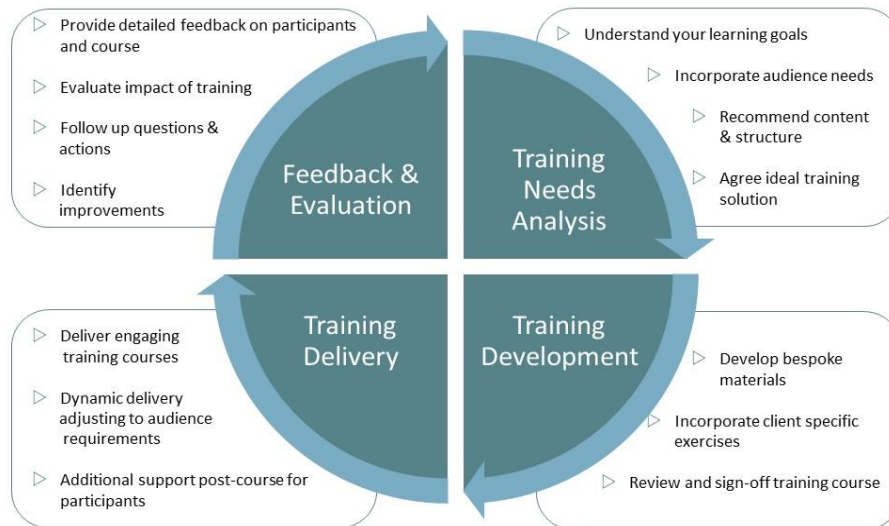 Provide detailed feedback on participants
and course
Evaluate impact of training
Follow up questions &
actions
Identify
improvements
Feedback &
Evaluation
Understand your learning goals
Incorporate audience needs
Recommend content
& structure
Agree ideal training
solution
Training
Needs
Analysis
Deliver engaging
training courses
Dynamic delivery
adjusting to audience
requirements
Additional support post-course for
participants
Training
Delivery
Training
Development
Develop bespoke
materials
Incorporate client specific
exercises
Review and sign-off training course